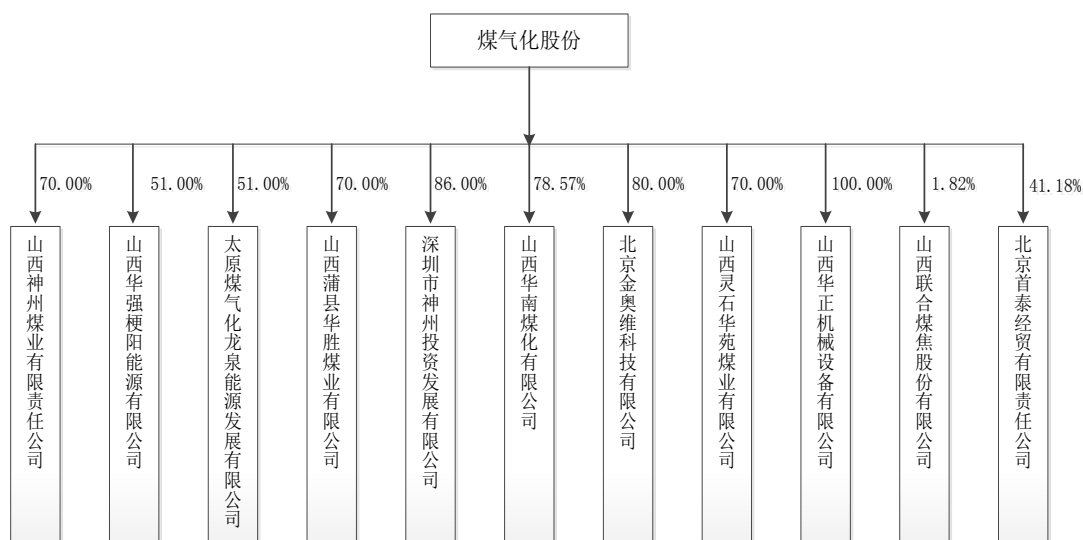 煤气化股份
70.00%
51.00%
51.00%
70.00%
86.00%
78.57%
80.00%
70.00%
100.00%
1.82%
41.18%
山西神州煤业有限责任公司
山西华强梗阳能源有限公司
太原煤气化龙泉能源发展有限公司
山西蒲县华胜煤业有限公司
深圳市神州投资发展有限公司
山西华南煤化有限公司
北京金奥维科技有限公司
山西灵石华苑煤业有限公司
山西华正机械设备有限公司
山西联合煤焦股份有限公司
北京首泰经贸有限责任公司